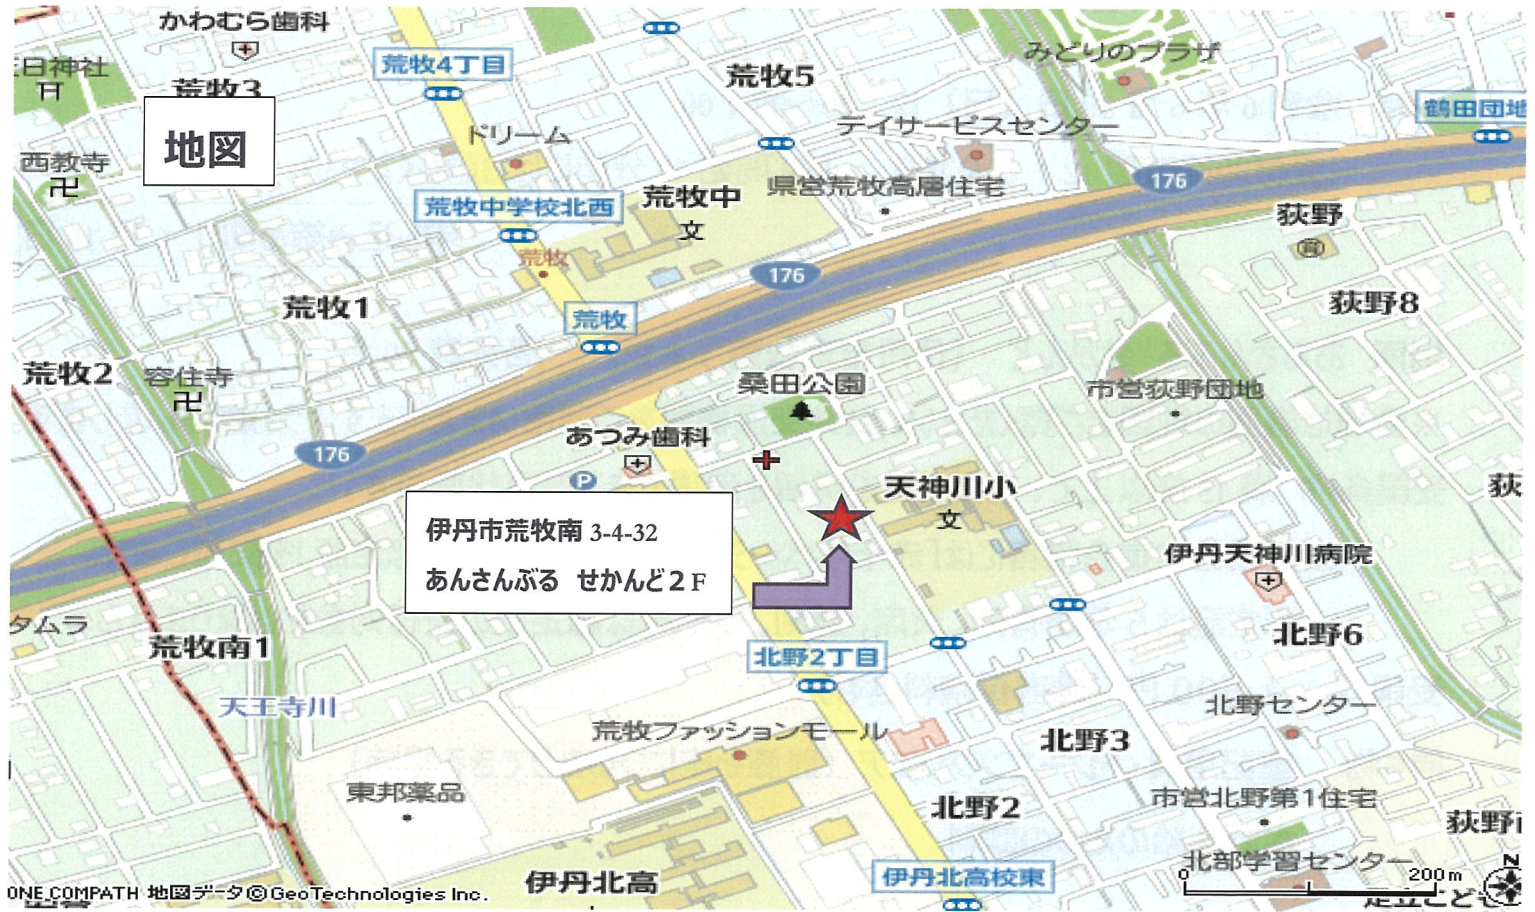 かわむら歯科
荒牧4丁目
荒牧5
みどりのプラザ
日神社
荒牧3
鶴田団地
地図
ドリーム
デイサービスセンター
西教寺
176
県営荒牧高層住宅
荒牧中
文
荒牧中学校北西
荻野
荒牧
176
荒牧1
荻野8
荒牧
荒牧2
容住寺
桑田公園
市営荻野団地
あつみ歯科
176
P
天神川小
文
荻
伊丹市荒牧南 3-4-32
あんさんぶる せかんど２F
伊丹天神川病院
タムラ
荒牧南1
北野6
北野2丁目
天王寺川
北野センター
荒牧ファッションモール
北野3
東邦薬品
市営北野第1住宅
北野2
荻野
北部学習センター
伊丹北高
伊丹北高校東
0
200m
N
ONE COMPATH 地図データ©GeoTechnologies Inc.